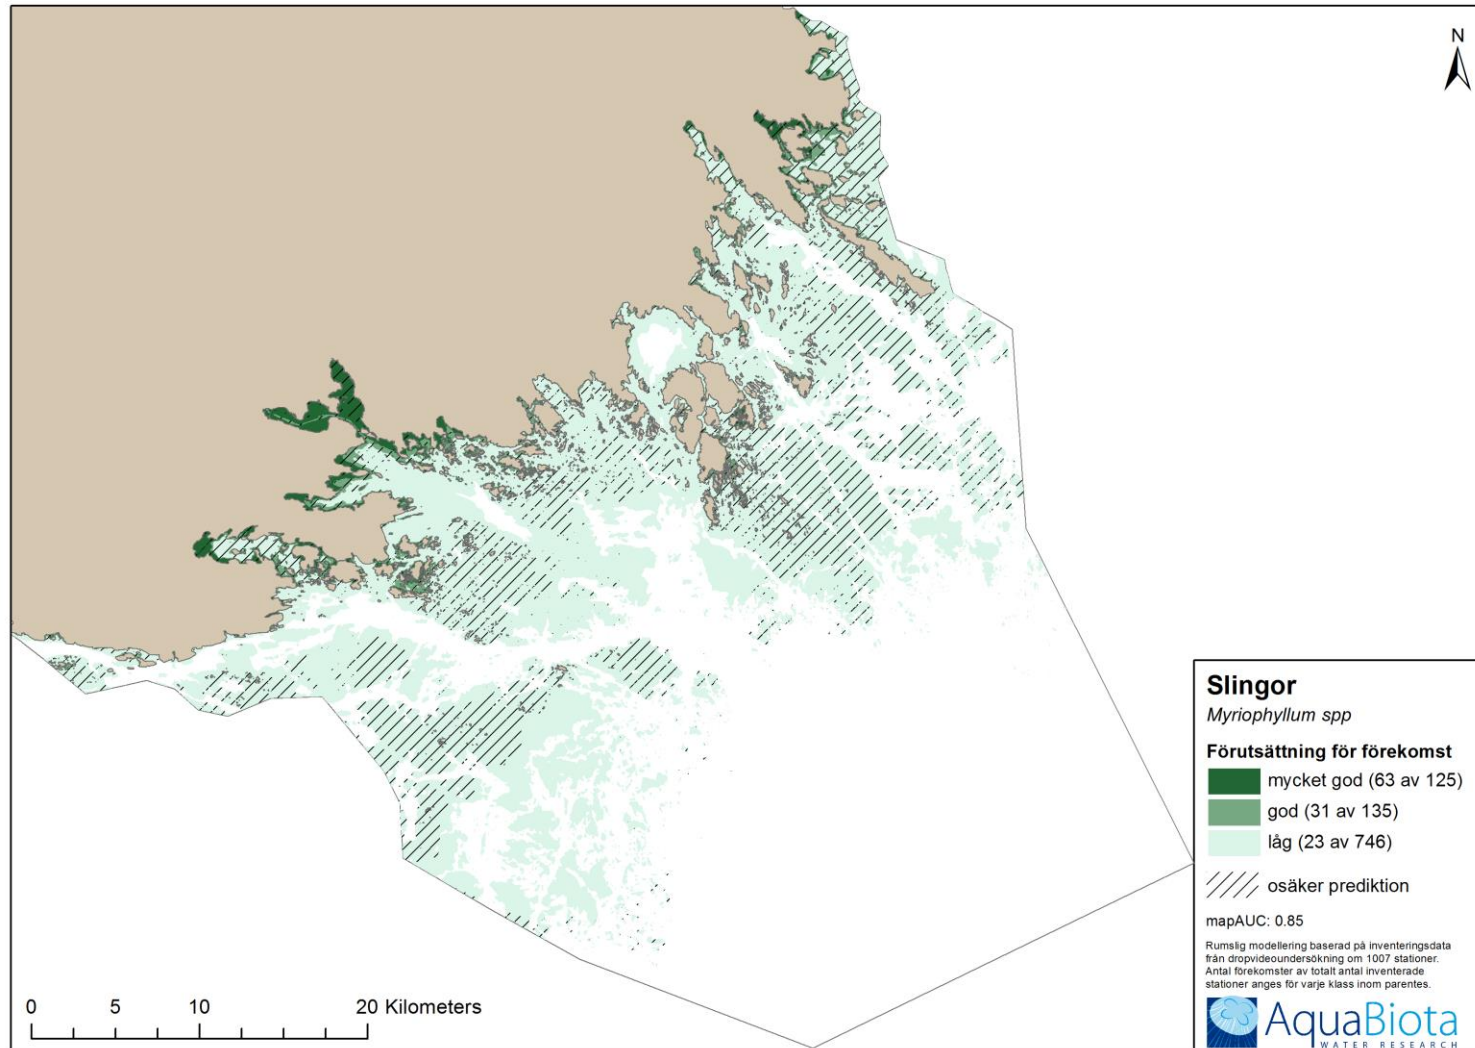 N
Slingor
Myriophyllum spp
Förutsättning för förekomst
mycket god (63 av 125)
god (31 av 135)
låg (23 av 746)
osäker prediktion
mapAUC: 0.85
Rumslig modellering baserad på inventeringsdata
från dropvideoundersökning om 1007 stationer.
Antal förekomster av totalt antal inventerade
stationer anges för varje klass inom parentes.
AquaBiota
WATER RESEARCH
0 5 10 20 Kilometers